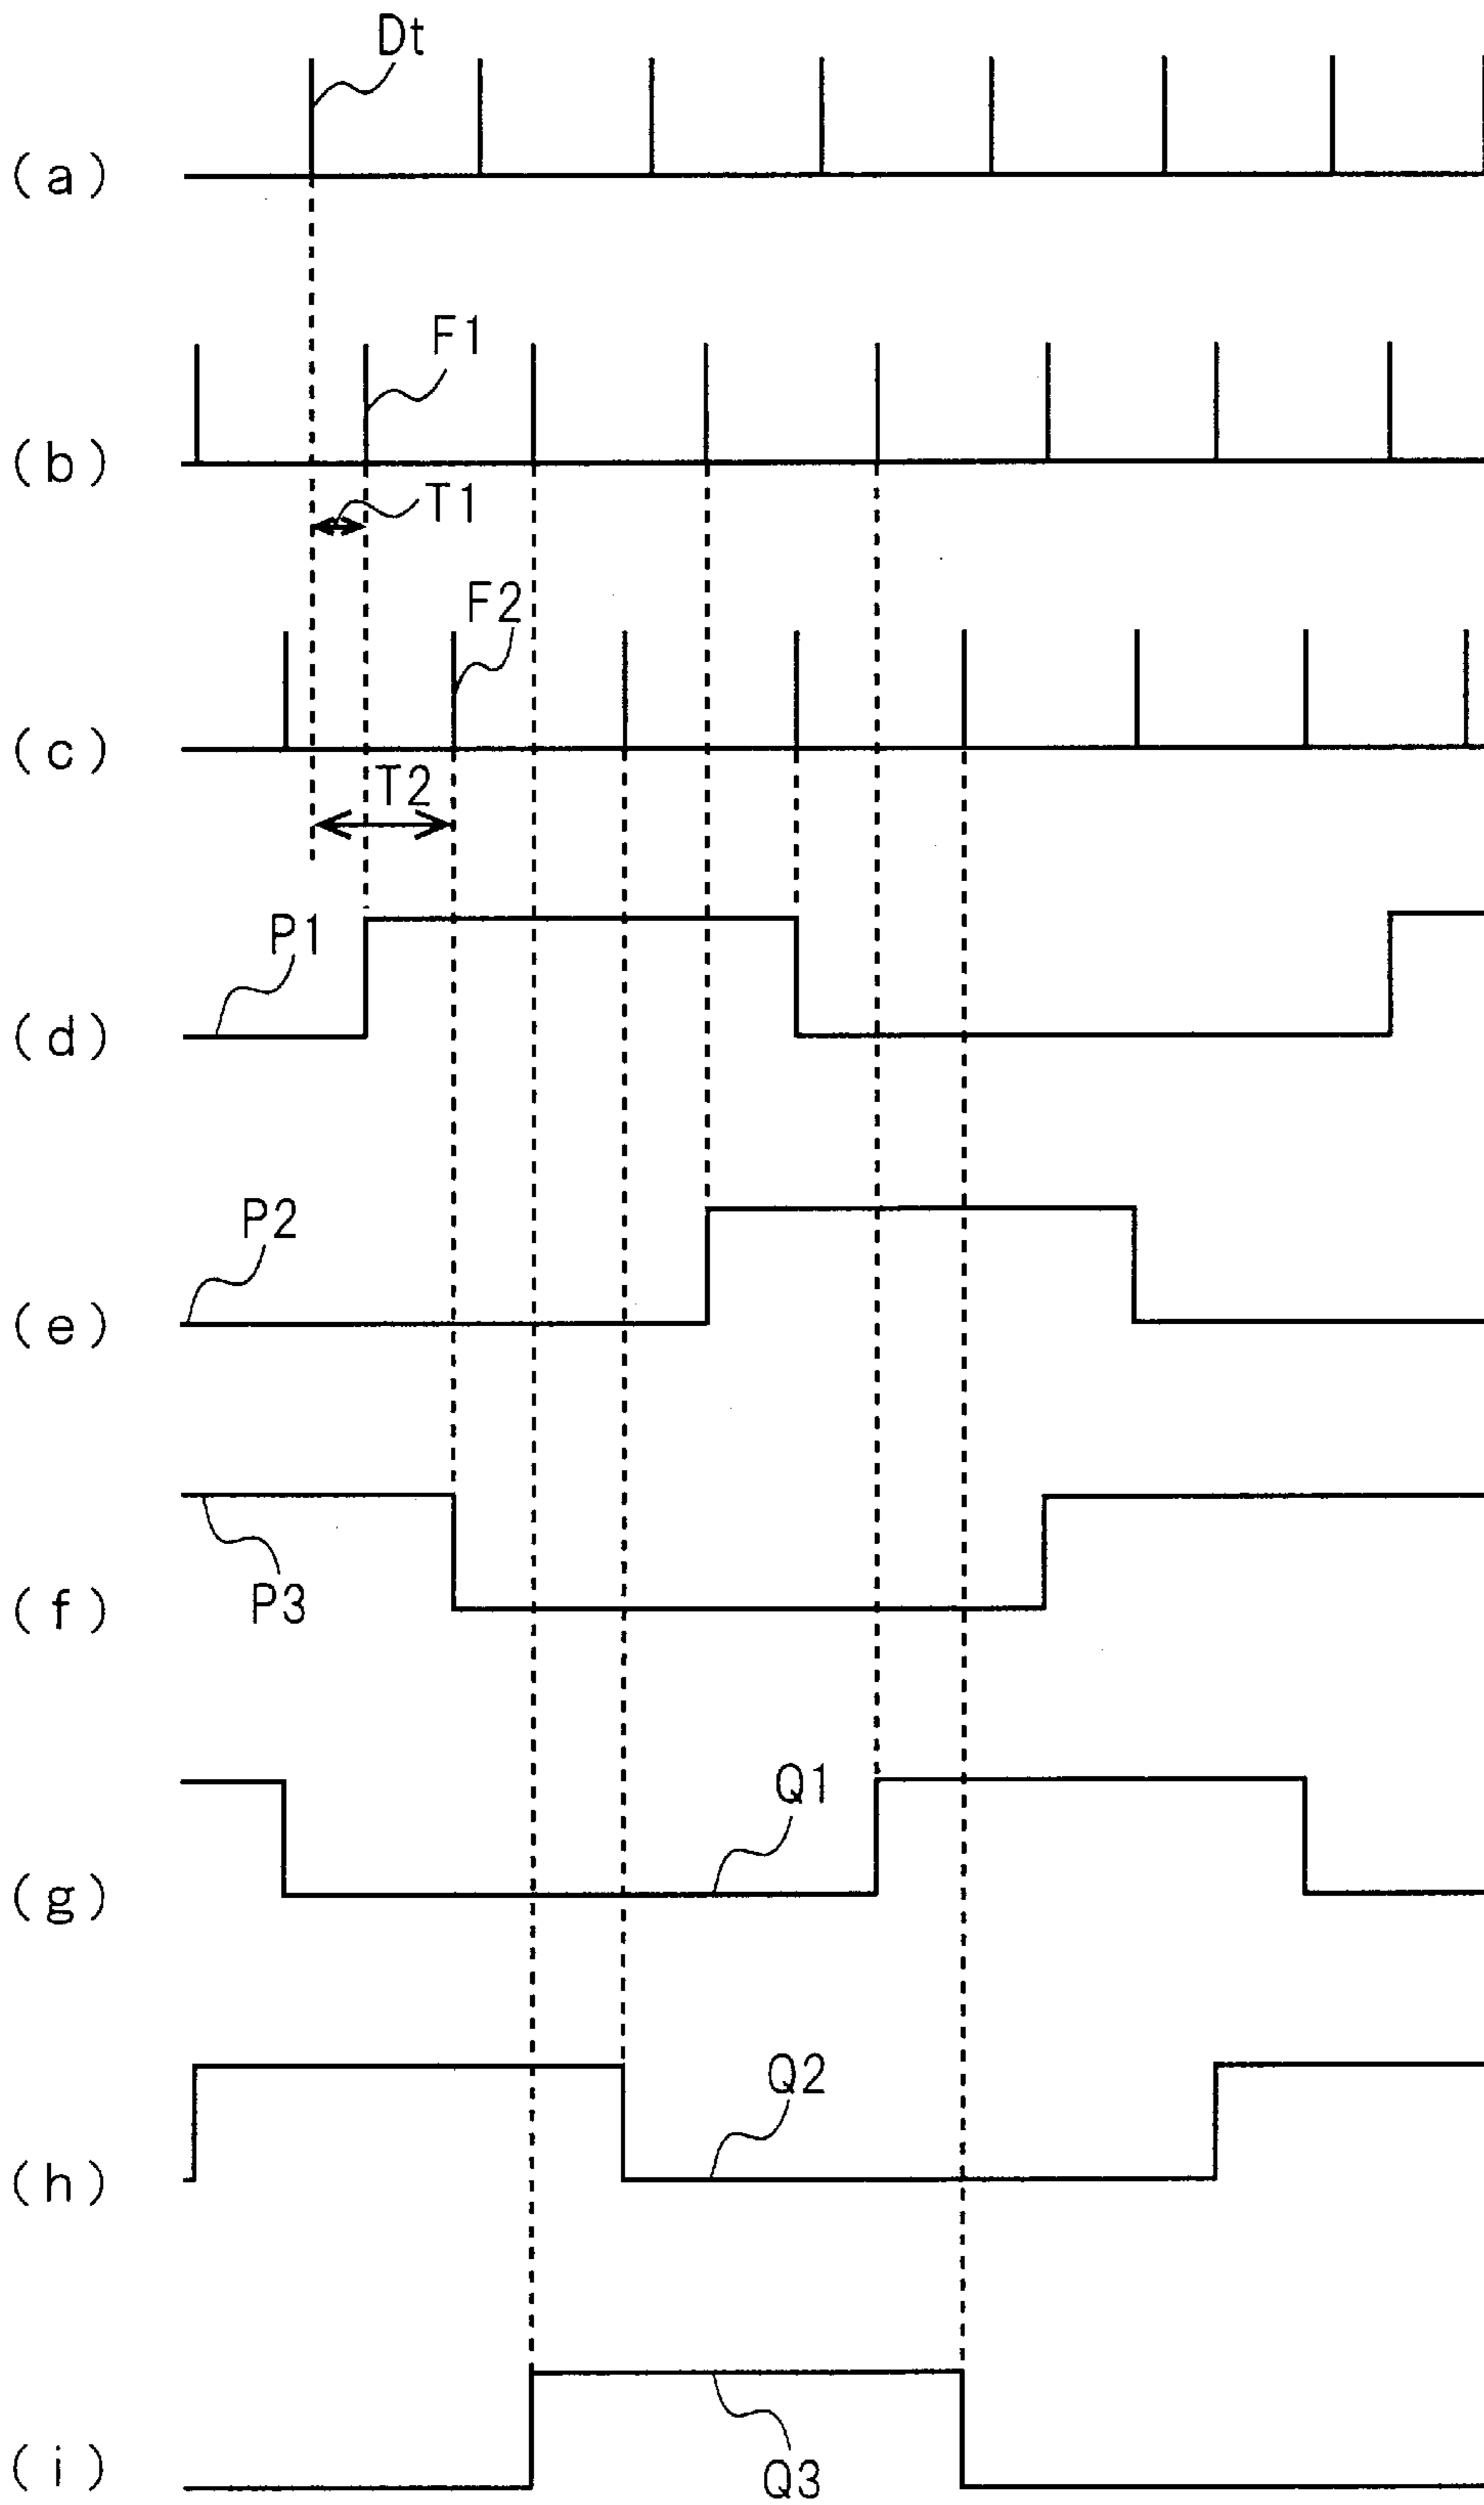 Dt
(a)
F1
(b)
T1
F2
(c)
T2
P1
(d)
P2
(e)
(f)
P3
Q1
(g)
Q2
(h)
(i)
Q3